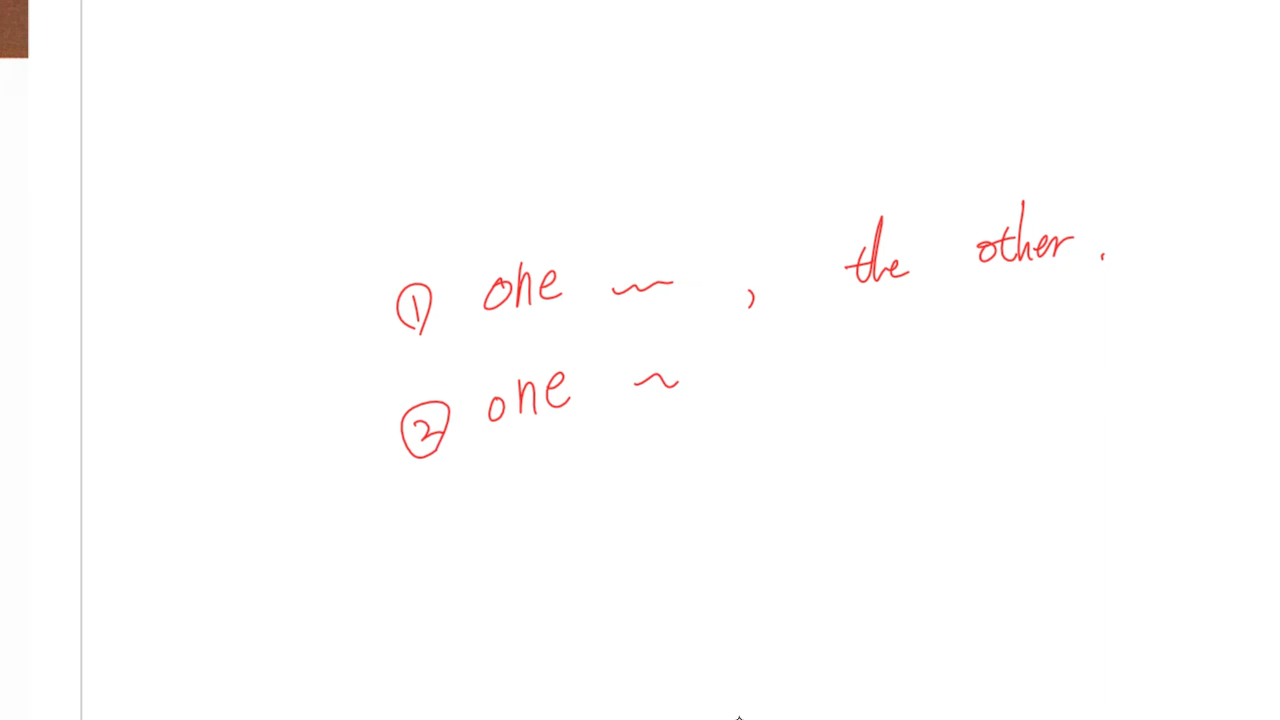 ① one ~ , the other.
② one ~